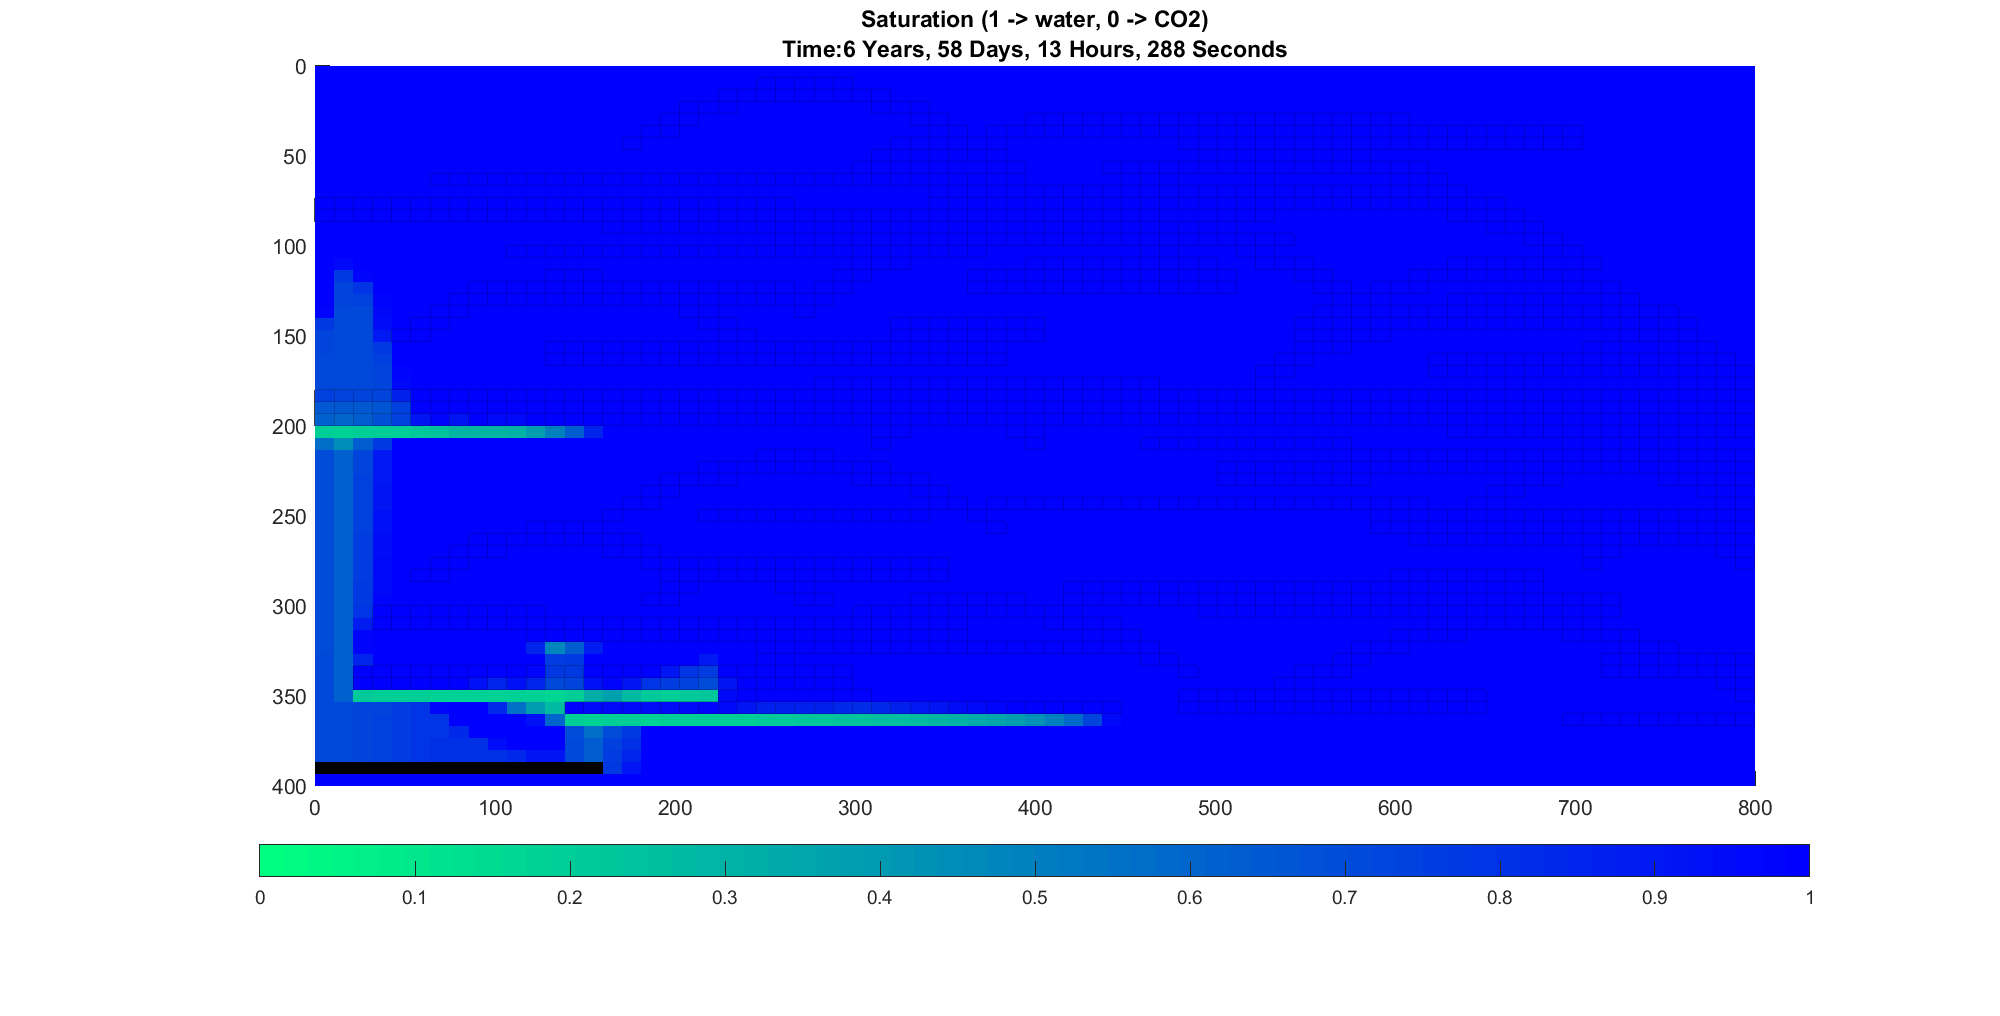 Saturation (1 -> water, 0 -> CO2)
Time:6 Years, 58 Days, 13 Hours, 288 Seconds
0
50
100
150
200
250
300
350
400
0 100 200 300 400 500 600 700 800
0 0.1 0.2 0.3 0.4 0.5 0.6 0.7 0.8 0.9 1